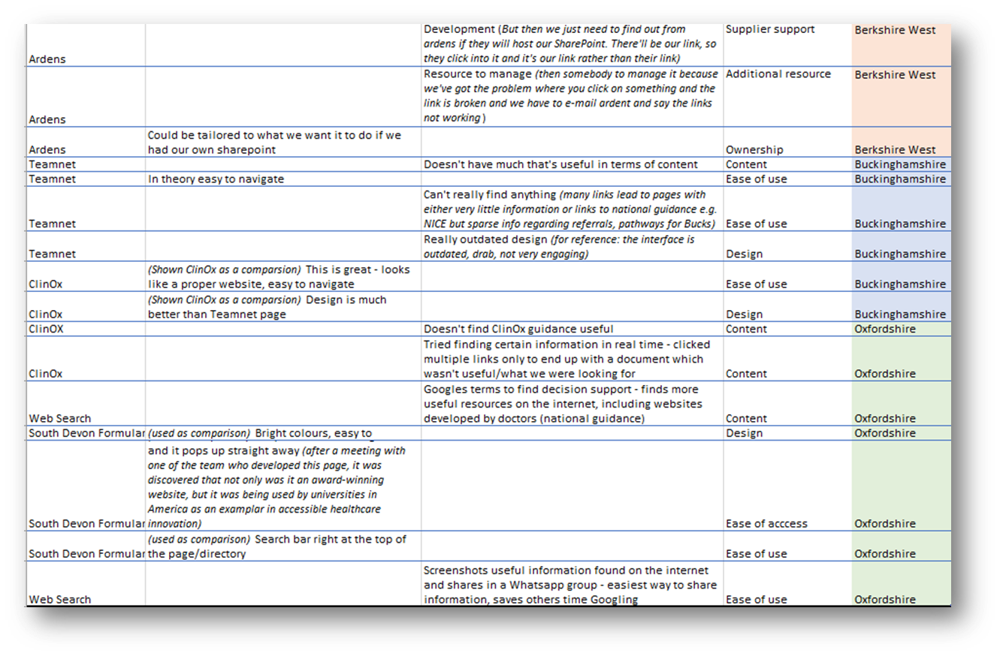 Development (But then we just need to find out from Supplier support Berkshire West
ardens if they will host our SharePoint. There'll be our link, so
Ardens they click into it and it's our link rather than their link)
Resource to manage (then somebody to manage it because Additional resource Berkshire West
we've got the problem where you click on something and the
link is broken and we have to e-mail ardent and say the links
Ardens not working)
Could be tailored to what we want it to do if we
Ardens had our own sharepoint Ownership Berkshire West
Teamnet Doesn't have much that's useful in terms of content Content Buckinghamshire
Teamnet In theory easy to navigate Ease of use Buckinghamshire
Can't really find anything (many links lead to pages with
either very little information or links to national guidance e.g.
Teamnet NICE but sparse info regarding referrals, pathways for Bucks) Ease of use Buckinghamshire
Really outdated design (for reference: the interface is
Teamnet outdated, drab, not very engaging) Design Buckinghamshire
(Shown ClinOx as a comparsion) This is great - looks
ClinOx like a proper website, easy to navigate Ease of use Buckinghamshire
(Shown ClinOx as a comparsion) Design is much
ClinOx better than Teamnet page Design Buckinghamshire
ClinOX Doesn't find ClinOx guidance useful Content Oxfordshire
Tried finding certain information in real time - clicked
multiple links only to end up with a document which
ClinOx wasn't useful/what we were looking for Content Oxfordshire
Googles terms to find decision support - finds more
useful resources on the internet, including websites
Web Search developed by doctors (national guidance) Content Oxfordshire
South Devon Formular (used as comparison) Bright colours, easy to Design Oxfordshire
and it pops up straight away (after a meeting with
one of the team who developed this page, it was
discovered that not only was it an award-winning
website, but it was being used by universities in
America as an examplar in accessible healthcare
South Devon Formular innovation) Ease of acccess Oxfordshire
(used as comparison) Search bar right at the top of
South Devon Formular the page/directory Ease of use Oxfordshire
Screenshots useful information found on the internet
and shares in a Whatsapp group - easiest way to share
Web Search information, saves others time Googling Ease of use Oxfordshire